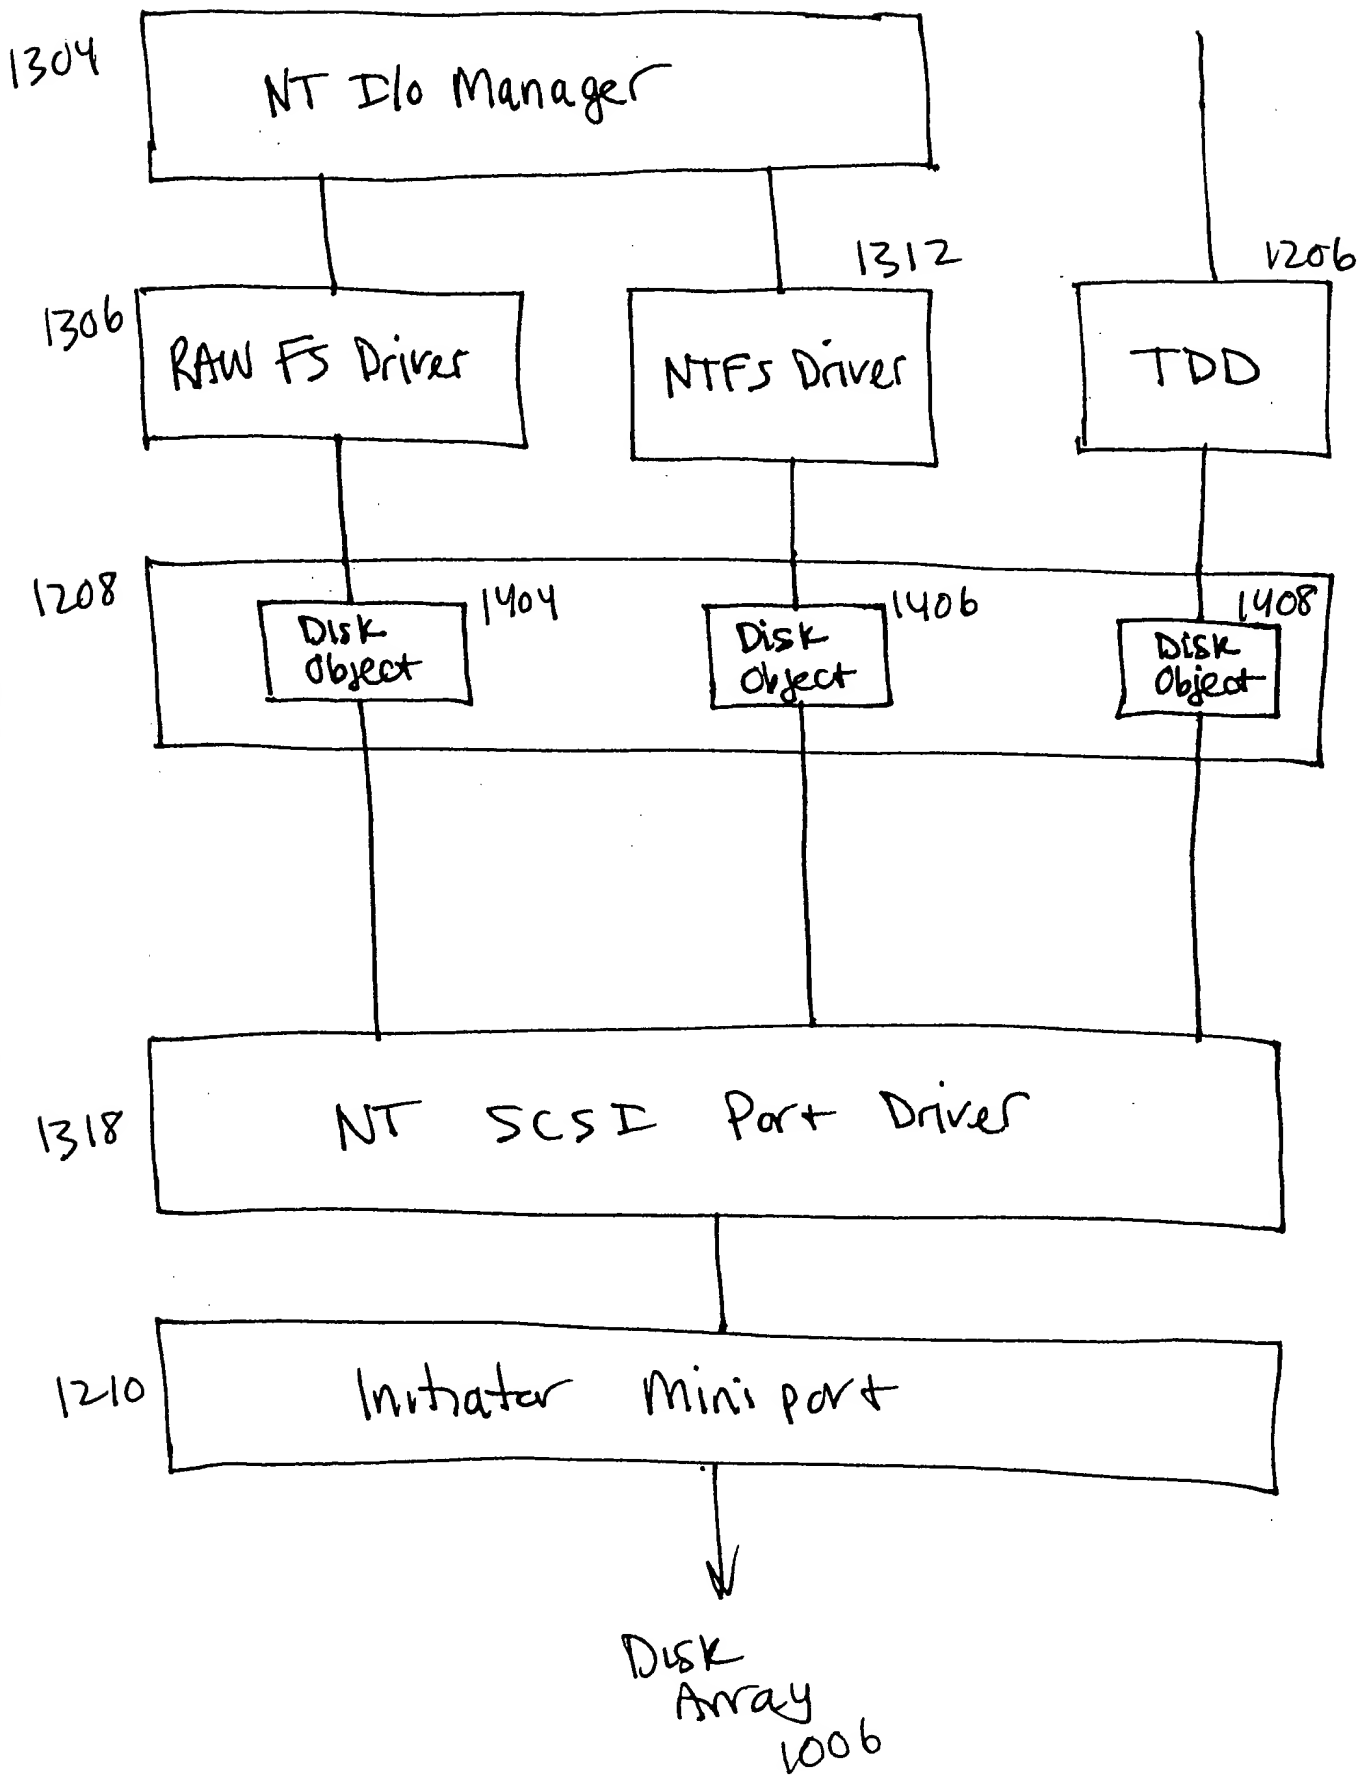 1304
NT I/o Manager
1312
1206
1306
RAW FS Driver
NTFS Driver
TDD
1208
1404
1406
1408
Disk
Object
Disk
Object
Disk
Object
1318
NT SCSI Port Driver
1210
Initiator Miniport
Disk
Array
1006